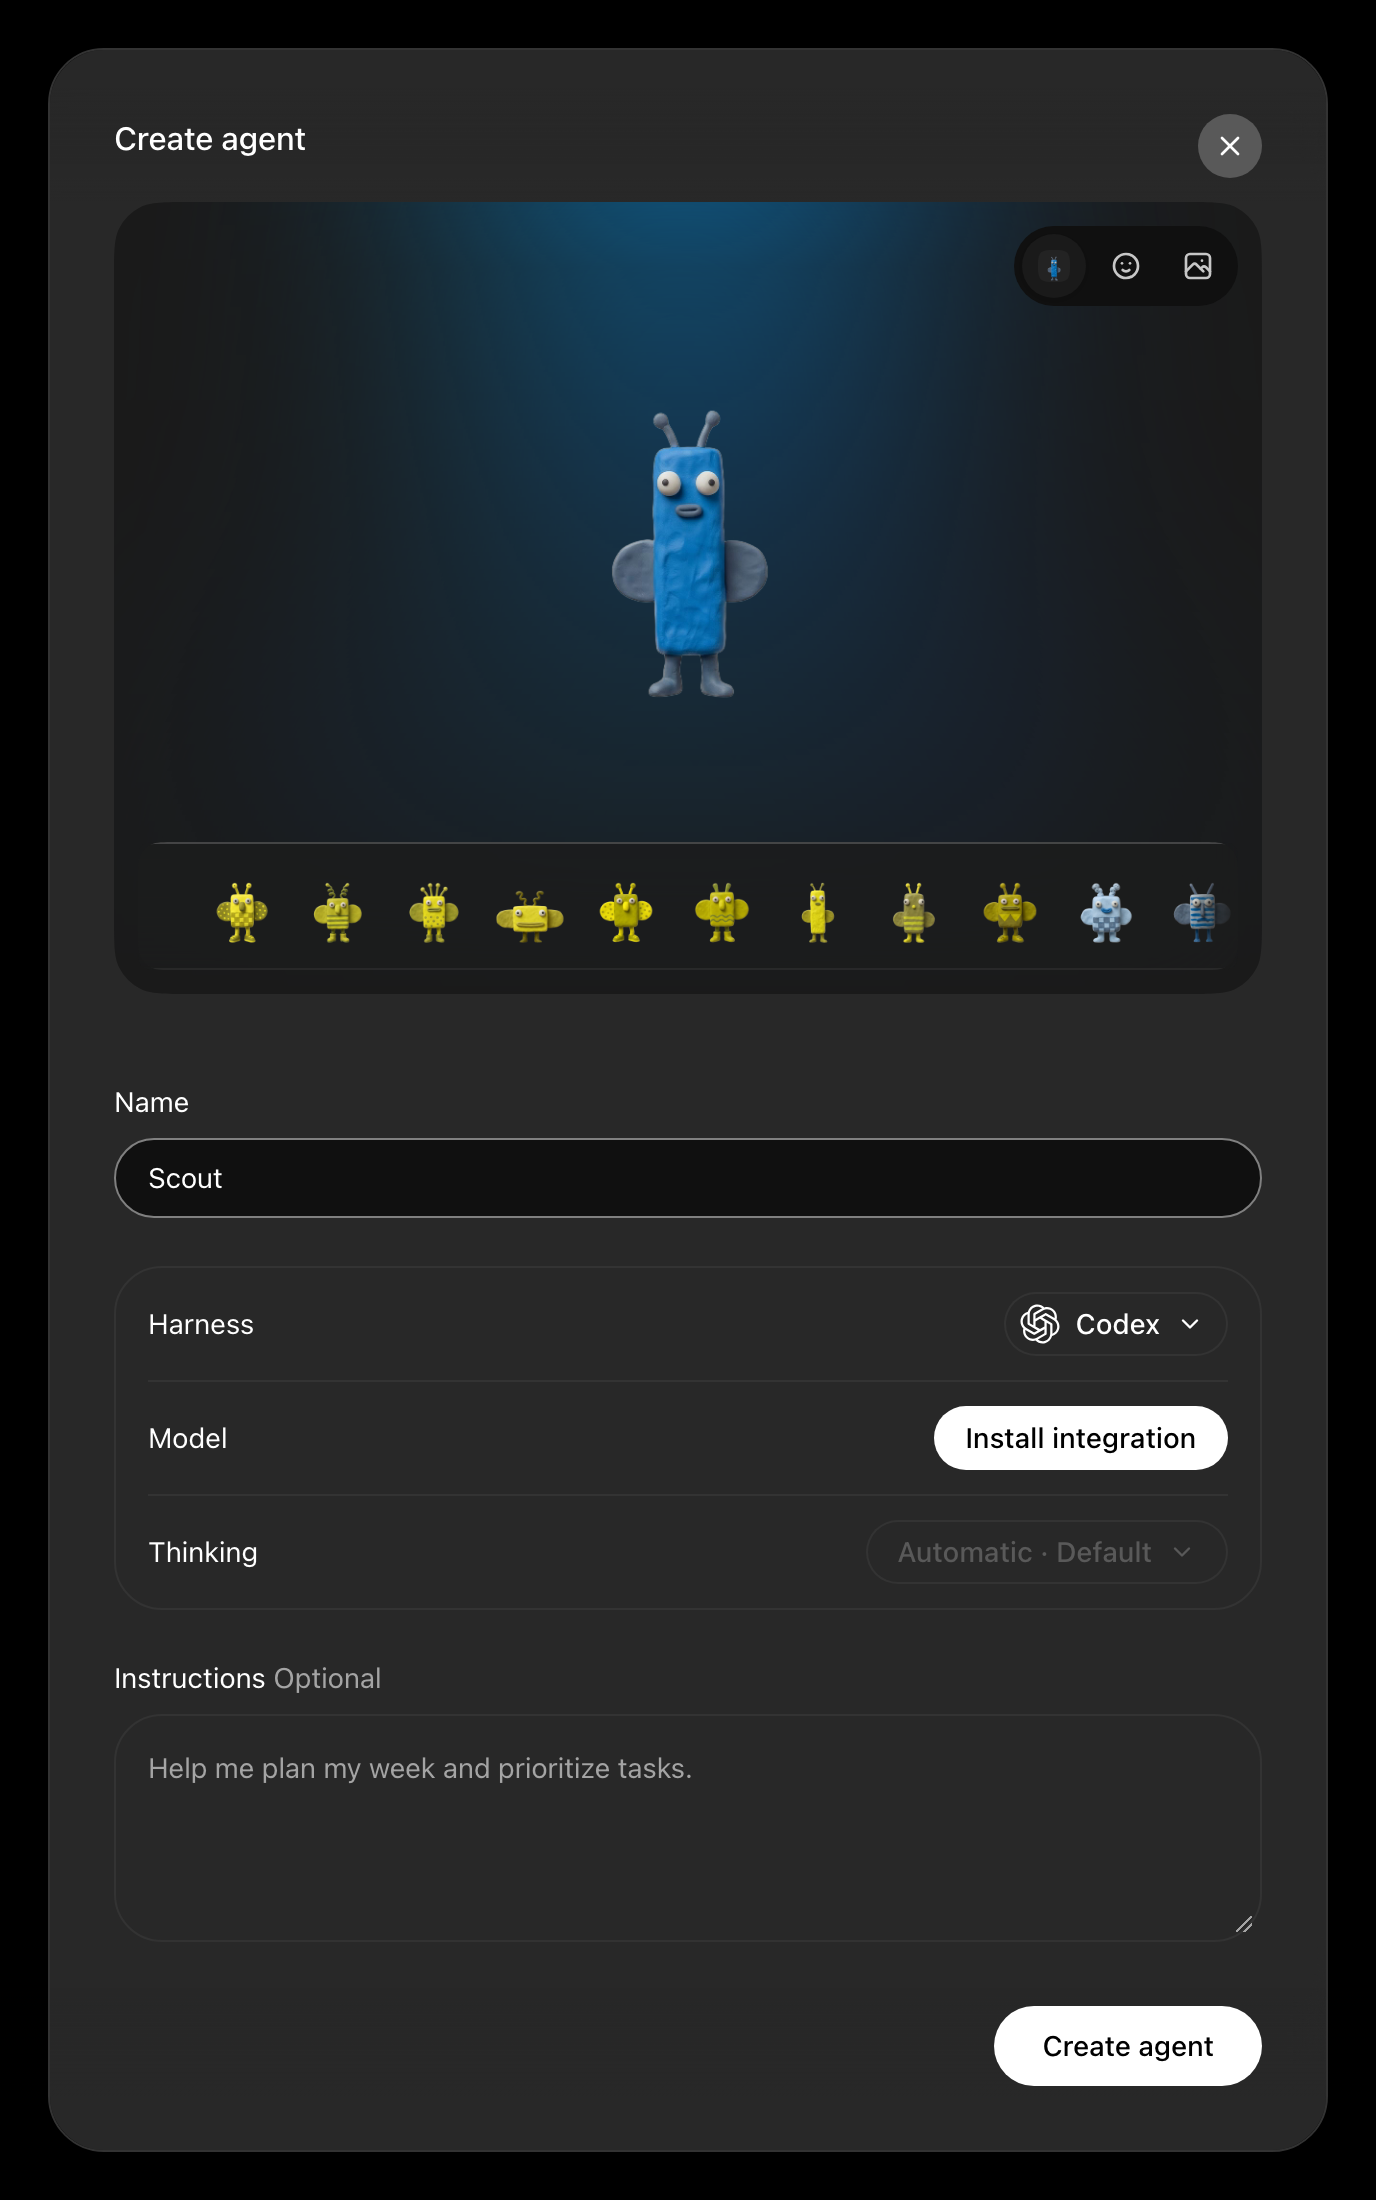 Create agent
Name
Scout
Harness
Codex
Model
Install integration
Thinking
Automatic · Default
Instructions Optional
Help me plan my week and prioritize tasks.
Create agent